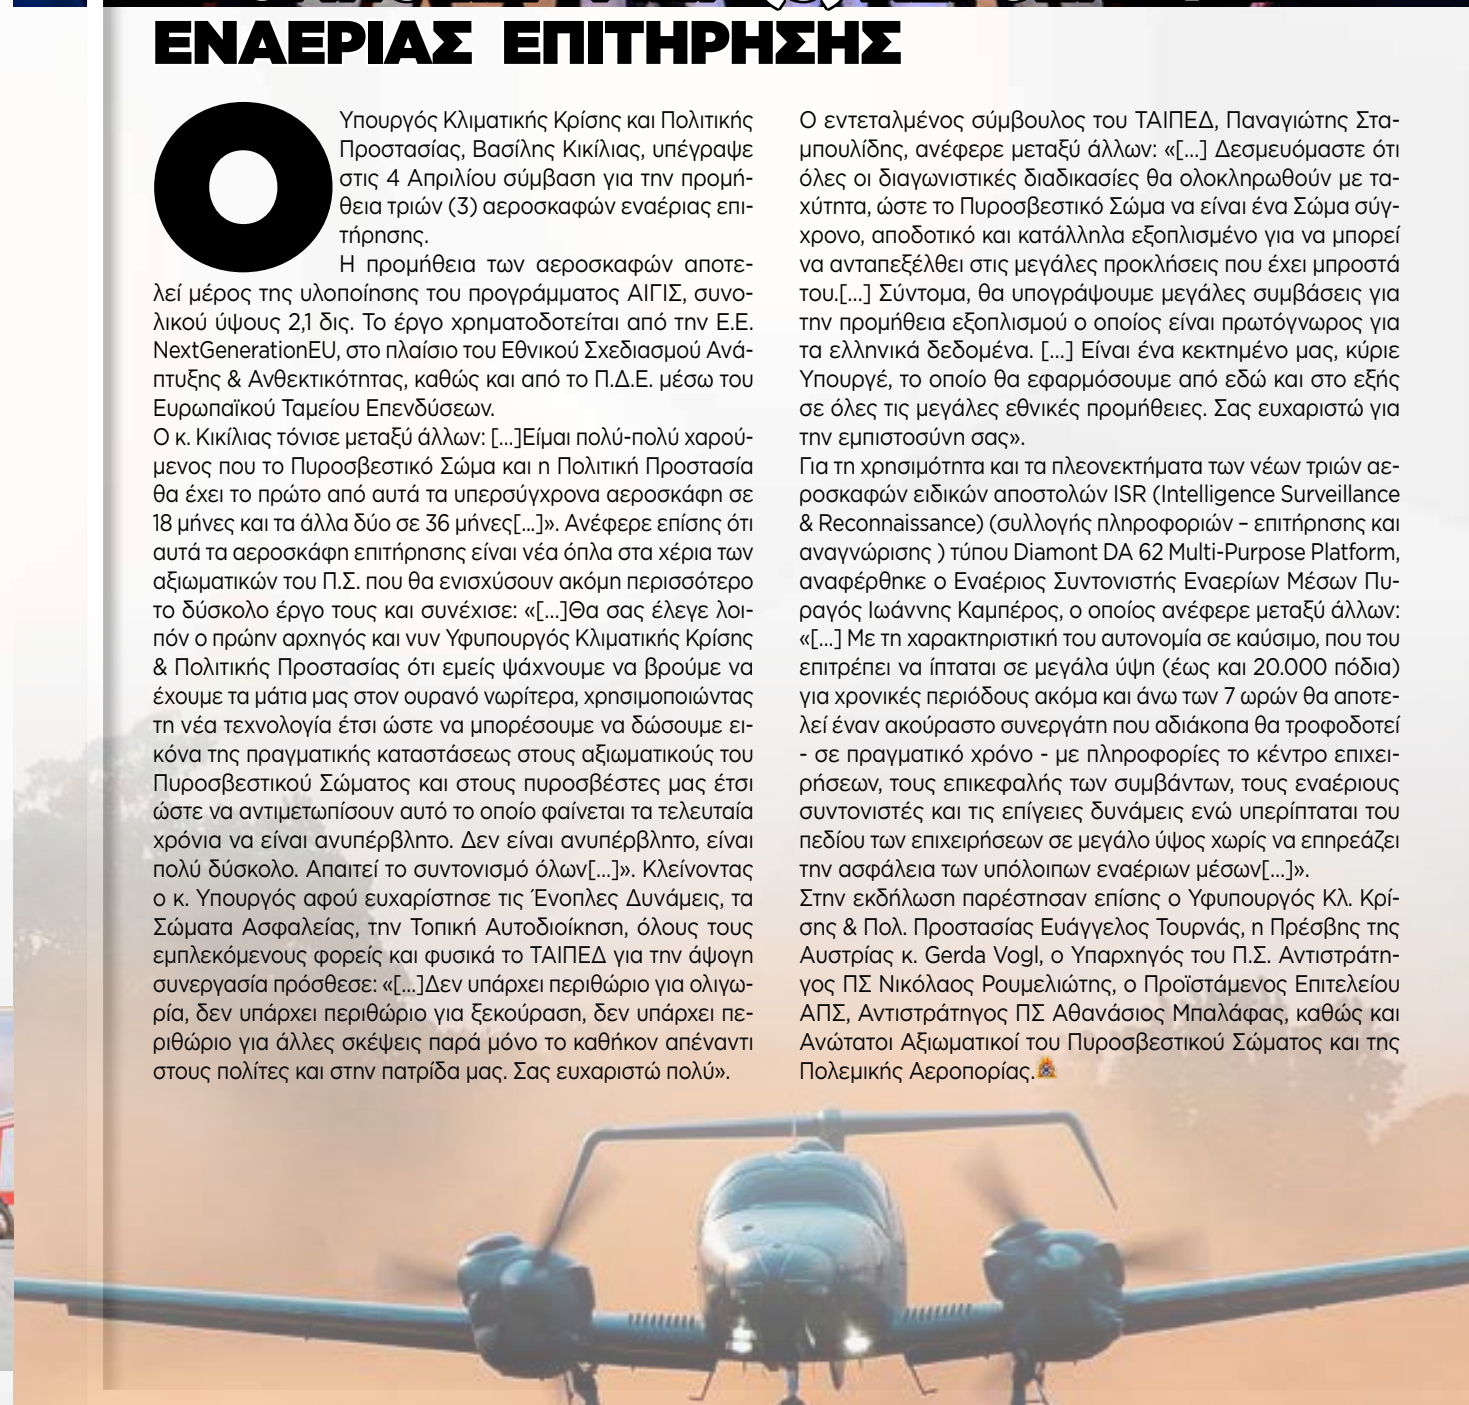 ΕΝΑΕΡΙΑΣ ΕΠΙΤΗΡΗΣΗΣ
Ο Υπουργός Κλιματικής Κρίσης και Πολιτικής
Προστασίας, Βασίλης Κικίλιας, υπέγραψε
στις 4 Απριλίου σύμβαση για την προμή-
θεια τριών (3) αεροσκαφών εναέριας επι-
τήρησης.
Η προμήθεια των αεροσκαφών αποτε-
λεί μέρος της υλοποίησης του προγράμματος ΑΙΓΙΣ, συνο-
λικού ύψους 2,1 δις. Το έργο χρηματοδοτείται από την Ε.Ε.
NextGenerationEU, στο πλαίσιο του Εθνικού Σχεδιασμού Ανά-
πτυξης & Ανθεκτικότητας, καθώς και από το Π.Δ.Ε. μέσω του
Ευρωπαϊκού Ταμείου Επενδύσεων.
Ο κ. Κικίλιας τόνισε μεταξύ άλλων: [...]Είμαι πολύ-πολύ χαρού-
μενος που το Πυροσβεστικό Σώμα και η Πολιτική Προστασία
θα έχει το πρώτο από αυτά τα υπερσύγχρονα αεροσκάφη σε
18 μήνες και τα άλλα δύο σε 36 μήνες[...]». Ανέφερε επίσης ότι
αυτά τα αεροσκάφη επιτήρησης είναι νέα όπλα στα χέρια των
αξιωματικών του Π.Σ. που θα ενισχύσουν ακόμη περισσότερο
το δύσκολο έργο τους και συνέχισε: «[...]Θα σας έλεγε λοι-
πόν ο πρώην αρχηγός και νυν Υφυπουργός Κλιματικής Κρίσης
& Πολιτικής Προστασίας ότι εμείς ψάχνουμε να βρούμε να
έχουμε τα μάτια μας στον ουρανό νωρίτερα, χρησιμοποιώντας
τη νέα τεχνολογία έτσι ώστε να μπορέσουμε να δώσουμε ει-
κόνα της πραγματικής καταστάσεως στους αξιωματικούς του
Πυροσβεστικού Σώματος και στους πυροσβέστες μας έτσι
ώστε να αντιμετωπίσουν αυτό το οποίο φαίνεται τα τελευταία
χρόνια να είναι ανυπέρβλητο. Δεν είναι ανυπέρβλητο, είναι
πολύ δύσκολο. Απαιτεί το συντονισμό όλων[...]». Κλείνοντας
ο κ. Υπουργός αφού ευχαρίστησε τις Ένοπλες Δυνάμεις, τα
Σώματα Ασφαλείας, την Τοπική Αυτοδιοίκηση, όλους τους
εμπλεκόμενους φορείς και φυσικά το ΤΑΙΠΕΔ για την άψογη
συνεργασία πρόσθεσε: «[...]Δεν υπάρχει περιθώριο για ολιγω-
ρία, δεν υπάρχει περιθώριο για ξεκούραση, δεν υπάρχει πε-
ριθώριο για άλλες σκέψεις παρά μόνο το καθήκον απέναντι
στους πολίτες και στην πατρίδα μας. Σας ευχαριστώ πολύ».
Ο εντεταλμένος σύμβουλος του ΤΑΙΠΕΔ, Παναγιώτης Στα-
μπουλίδης, ανέφερε μεταξύ άλλων: «[...] Δεσμευόμαστε ότι
όλες οι διαγωνιστικές διαδικασίες θα ολοκληρωθούν με τα-
χύτητα, ώστε το Πυροσβεστικό Σώμα να είναι ένα Σώμα σύγ-
χρονο, αποδοτικό και κατάλληλα εξοπλισμένο για να μπορεί
να ανταπεξέλθει στις μεγάλες προκλήσεις που έχει μπροστά
του.[...] Σύντομα, θα υπογράψουμε μεγάλες συμβάσεις για
την προμήθεια εξοπλισμού ο οποίος είναι πρωτόγνωρος για
τα ελληνικά δεδομένα. [...] Είναι ένα κεκτημένο μας, κύριε
Υπουργέ, το οποίο θα εφαρμόσουμε από εδώ και στο εξής
σε όλες τις μεγάλες εθνικές προμήθειες. Σας ευχαριστώ για
την εμπιστοσύνη σας».
Για τη χρησιμότητα και τα πλεονεκτήματα των νέων τριών αε-
ροσκαφών ειδικών αποστολών ISR (Intelligence Surveillance
& Reconnaissance) (συλλογής πληροφοριών – επιτήρησης και
αναγνώρισης ) τύπου Diamont DA 62 Multi-Purpose Platform,
αναφέρθηκε ο Εναέριος Συντονιστής Εναερίων Μέσων Πυ-
ραγός Ιωάννης Καμπέρος, ο οποίος ανέφερε μεταξύ άλλων:
«[...] Με τη χαρακτηριστική του αυτονομία σε καύσιμο, που του
επιτρέπει να ίπταται σε μεγάλα ύψη (έως και 20.000 πόδια)
για χρονικές περιόδους ακόμα και άνω των 7 ωρών θα αποτε-
λεί έναν ακούραστο συνεργάτη που αδιάκοπα θα τροφοδοτεί
- σε πραγματικό χρόνο - με πληροφορίες το κέντρο επιχει-
ρήσεων, τους επικεφαλής των συμβάντων, τους εναέριους
συντονιστές και τις επίγειες δυνάμεις ενώ υπερίπταται του
πεδίου των επιχειρήσεων σε μεγάλο ύψος χωρίς να επηρεάζει
την ασφάλεια των υπόλοιπων εναέριων μέσων[...]».
Στην εκδήλωση παρέστησαν επίσης ο Υφυπουργός Κλ. Κρί-
σης & Πολ. Προστασίας Ευάγγελος Τουρνάς, η Πρέσβης της
Αυστρίας κ. Gerda Vogl, ο Υπαρχηγός του Π.Σ. Αντιστράτη-
γος ΠΣ Νικόλαος Ρουμελιώτης, ο Προϊστάμενος Επιτελείου
ΑΠΣ, Αντιστράτηγος ΠΣ Αθανάσιος Μπαλάφας, καθώς και
Ανώτατοι Αξιωματικοί του Πυροσβεστικού Σώματος και της
Πολεμικής Αεροπορίας.